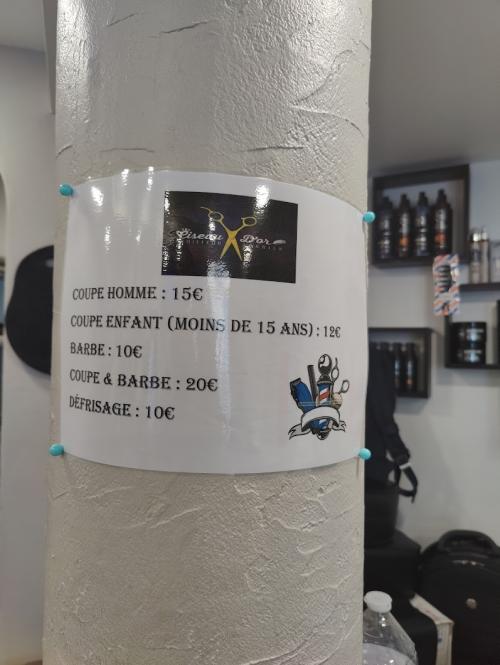 Ciseau D'or
COUPE HOMME : 15€
COUPE ENFANT (MOINS DE 15 ANS) : 12€
BARBE : 10€
COUPE & BARBE : 20€
DÉFRISAGE : 10€